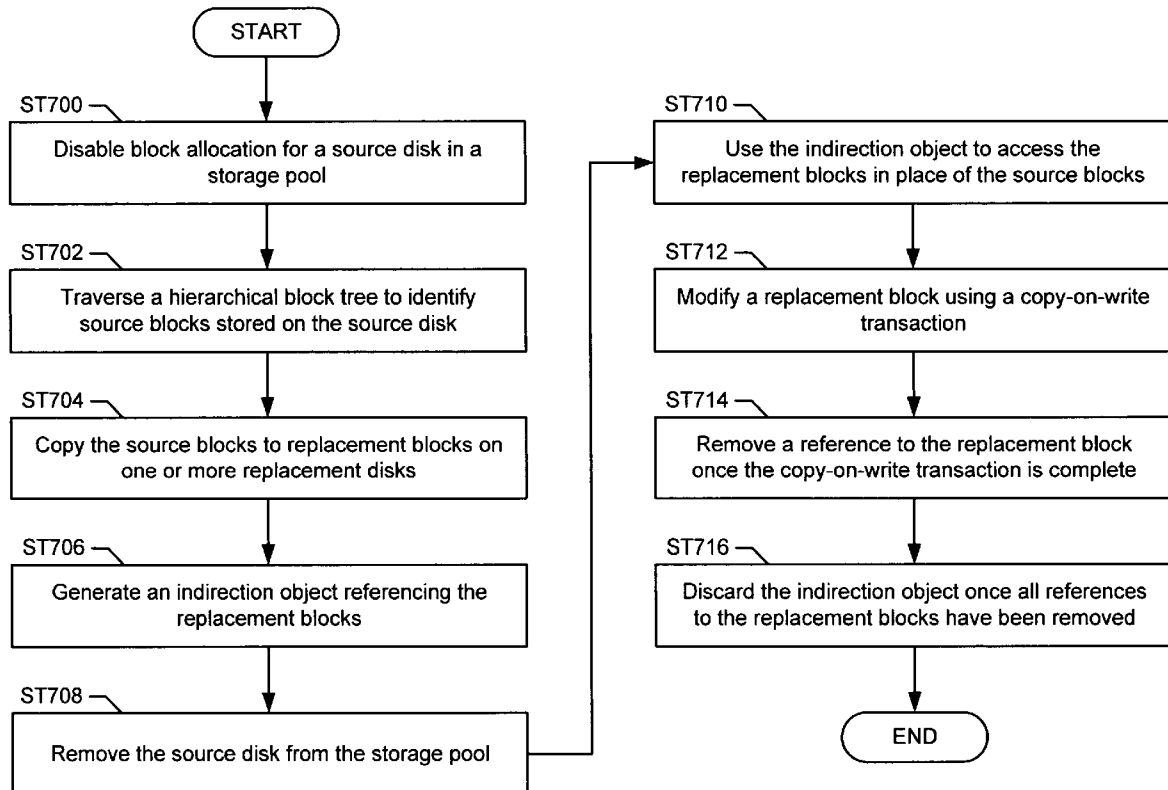 START
ST700
Disable block allocation for a source disk in a
storage pool
ST702
Traverse a hierarchical block tree to identify
source blocks stored on the source disk
ST704
Copy the source blocks to replacement blocks on
one or more replacement disks
ST706
Generate an indirection object referencing the
replacement blocks
ST708
Remove the source disk from the storage pool
ST710
Use the indirection object to access the
replacement blocks in place of the source blocks
ST712
Modify a replacement block using a copy-on-write
transaction
ST714
Remove a reference to the replacement block
once the copy-on-write transaction is complete
ST716
Discard the indirection object once all references
to the replacement blocks have been removed
END